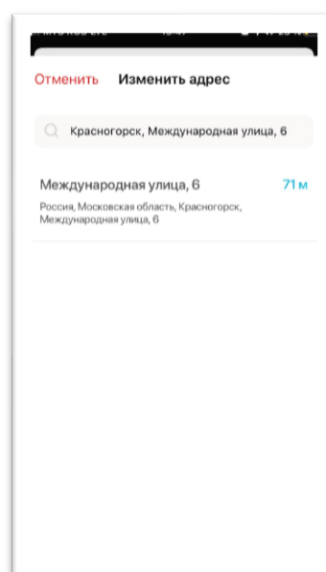 Отменить Изменить адрес
Красногорск, Международная улица, 6
Международная улица, 6 71 м
Россия, Московская область, Красногорск,
Международная улица, 6